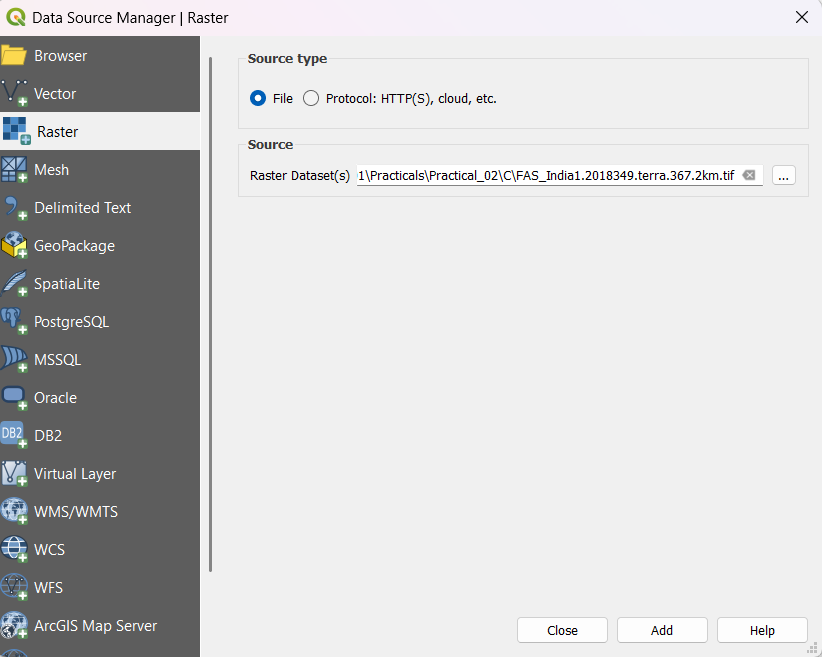 Data Source Manager | Raster
Browser
Vector
Raster
Mesh
Delimited Text
GeoPackage
SpatiaLite
PostgreSQL
MSSQL
Oracle
DB2
DB2
Virtual Layer
WMS/WMTS
WCS
WFS
ArcGIS Map Server
Source type
File
Protocol: HTTP(S), cloud, etc.
Source
Raster Dataset(s) 1\Practicals\Practical_02\C\FAS_India1.2018349.terra.367.2km.tif ...
Close Add Help